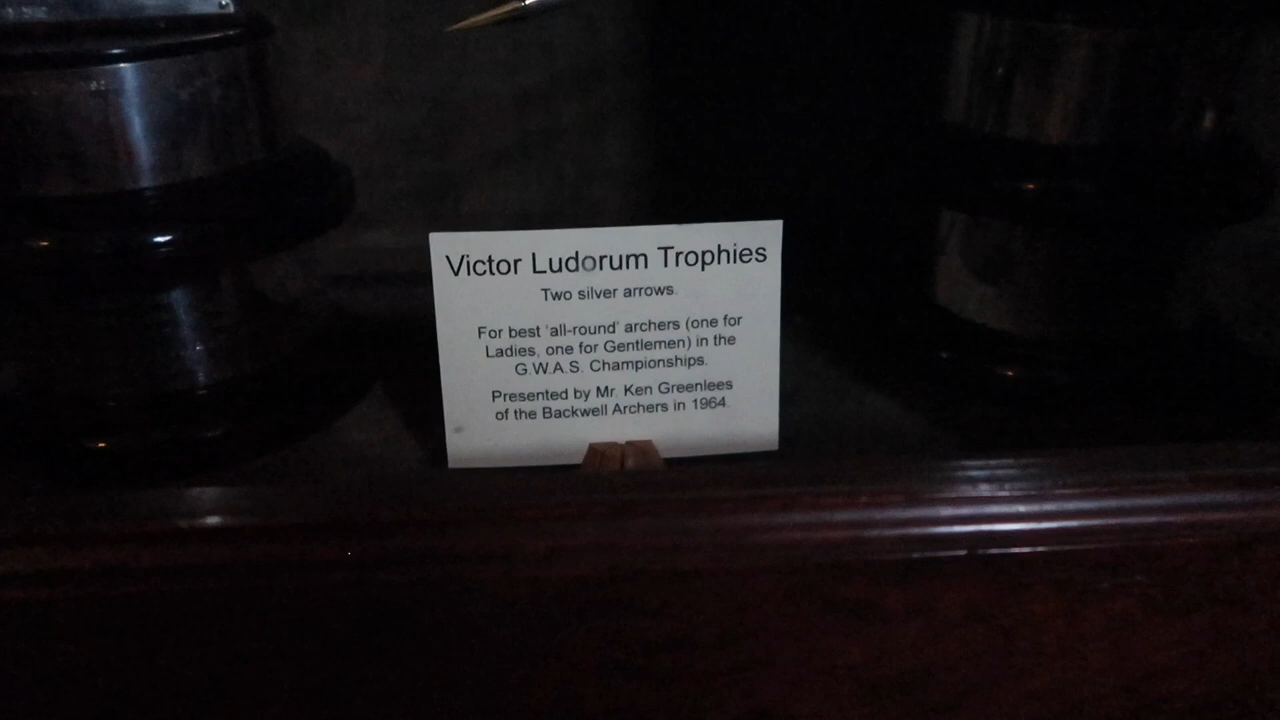 Victor Ludorum Trophies
Two silver arrows.
For best 'all-round' archers (one for
Ladies, one for Gentlemen) in the
G.W.A.S. Championships.
Presented by Mr. Ken Greenlees
of the Backwell Archers in 1964.